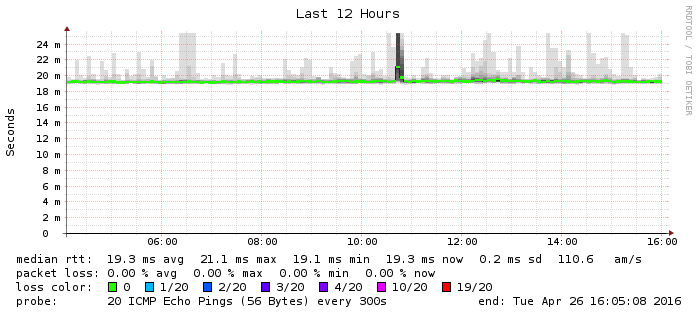 Last 12 Hours
RRDTOOL / TOBI OETIKER
Seconds
24 m
22 m
20 m
18 m
16 m
14 m
12 m
10 m
8 m
6 m
4 m
2 m
0
06:00 08:00 10:00 12:00 14:00 16:00
median rtt: 19.3 ms avg 21.1 ms max 19.1 ms min 19.3 ms now 0.2 ms sd 110.6 am/s
packet loss: 0.00 % avg 0.00 % max 0.00 % min 0.00 % now
loss color: 0 1/20 2/20 3/20 4/20 10/20 19/20
probe: 20 ICMP Echo Pings (56 Bytes) every 300s end: Tue Apr 26 16:05:08 2016